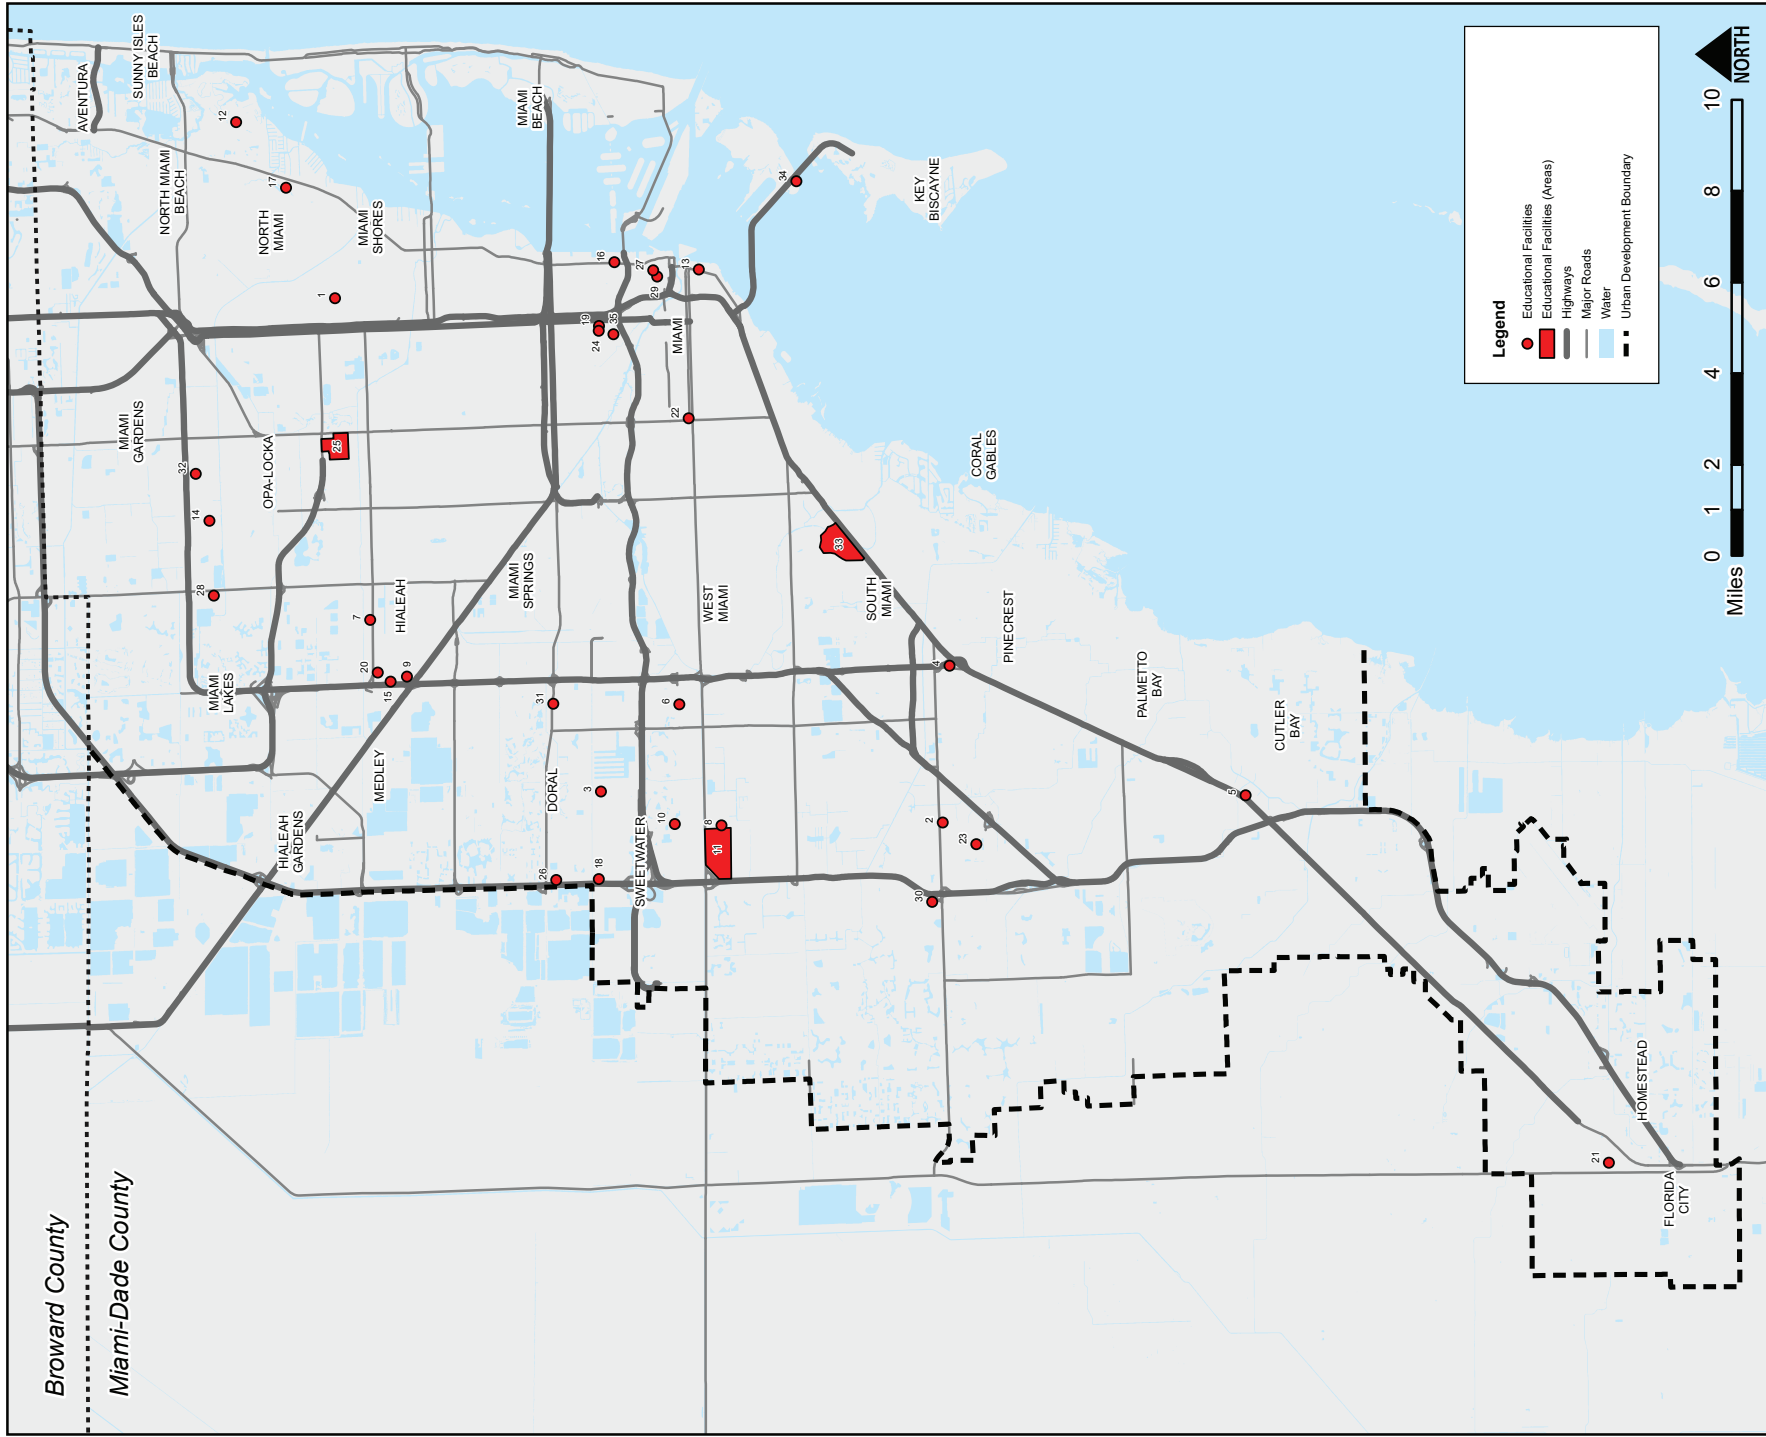 Broward County
Miami-Dade County
AVENTURA
SUNNY ISLES
BEACH
NORTH MIAMI
BEACH
12
17
NORTH
MIAMI
MIAMI
SHORES
1
MIAMI
GARDENS
32
14
28
OPA-LOCKA
25
MIAMI
LAKES
7
HIALEAH
20
15
9
HIALEAH
GARDENS
MEDLEY
MIAMI
SPRINGS
MIAMI
BEACH
31
DORAL
3
26
18
16
19
24
35
27
29
13
MIAMI
22
SWEETWATER
10
6
8
11
WEST
MIAMI
34
KEY
BISCAYNE
33
SOUTH
MIAMI
CORAL
GABLES
4
PINECREST
2
23
30
PALMETTO
BAY
CUTLER
BAY
5
21
HOMESTEAD
FLORIDA
CITY
Legend
Educational Facilities
Educational Facilities (Areas)
Highways
Major Roads
Water
Urban Development Boundary
0 1 2 4 6 8 10
Miles
NORTH